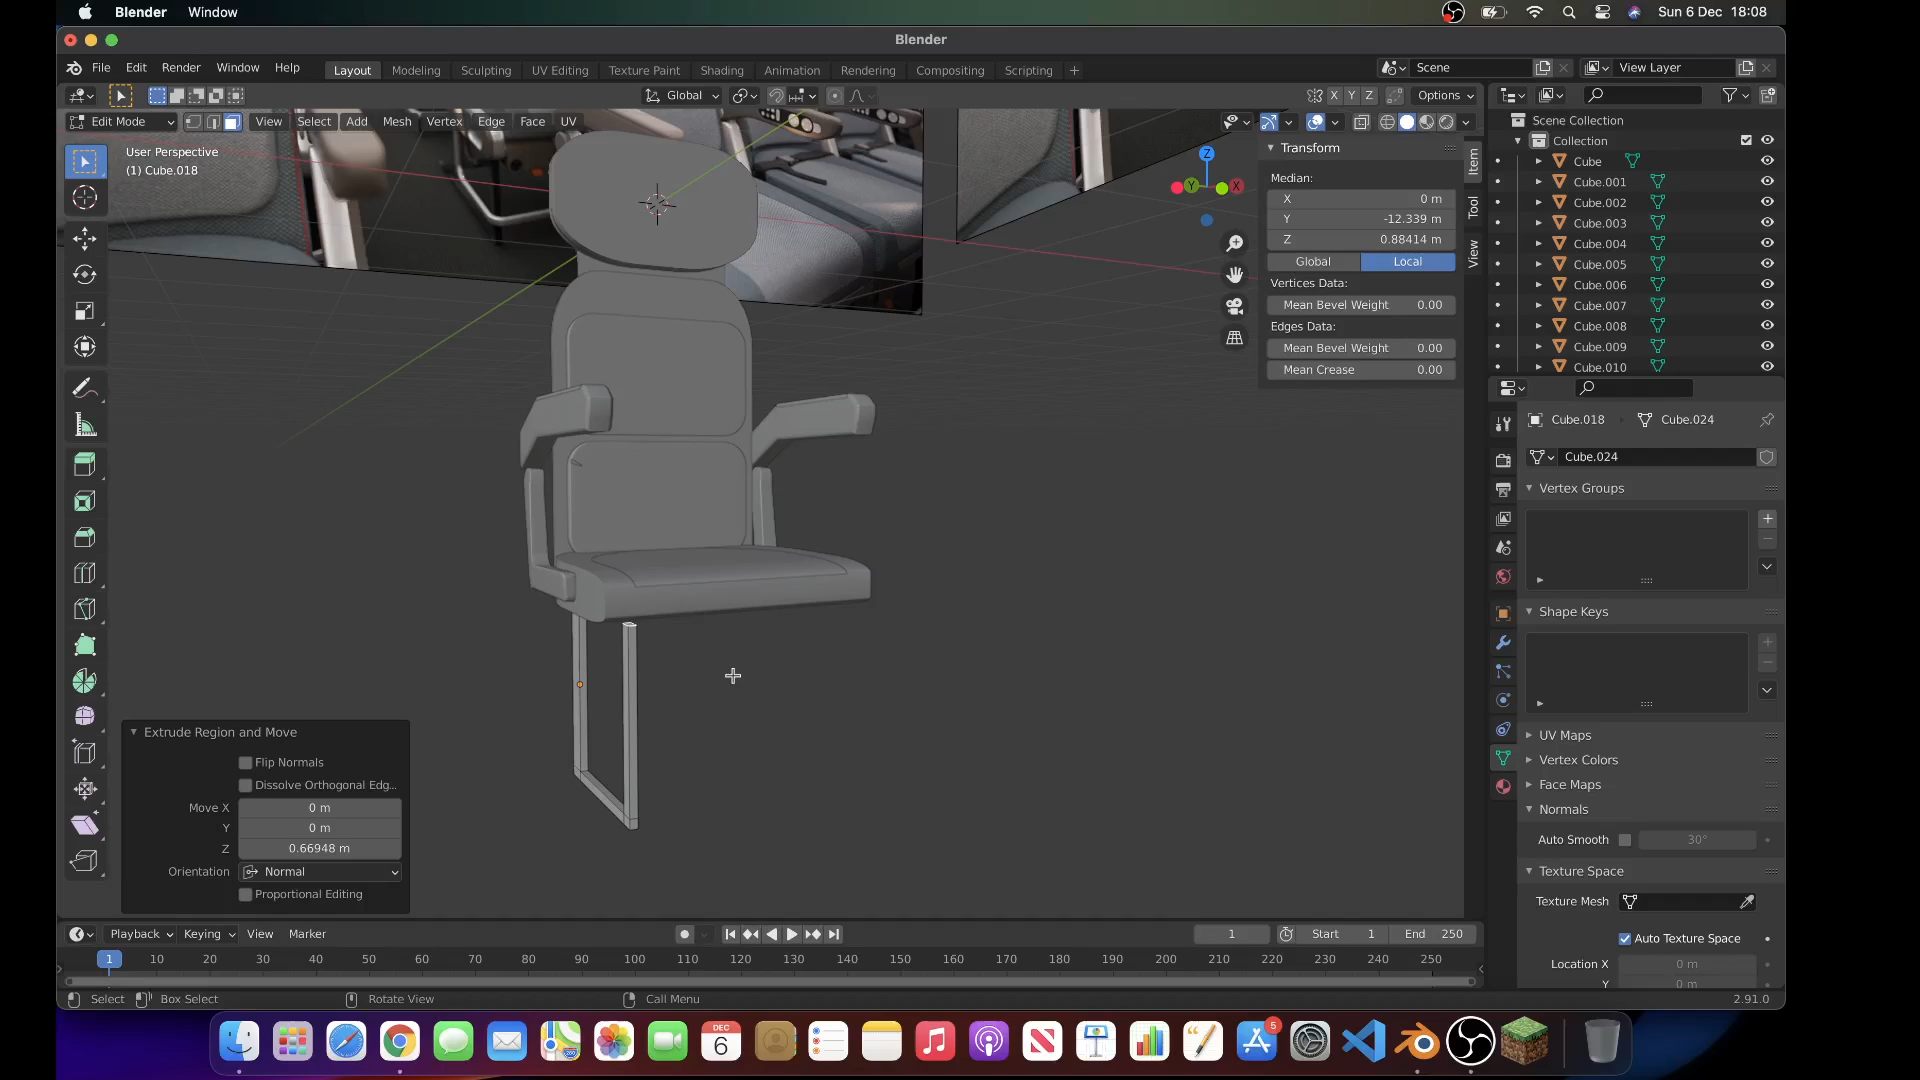 Blender Window Sun 6 Dec 18:08
Blender
File Edit Render Window Help Layout Modeling Sculpting UV Editing Texture Paint Shading Animation Rendering Compositing Scripting + Scene View Layer
Global X Y Z Options
Edit Mode View Select Add Mesh Vertex Edge Face UV
User Perspective
(1) Cube.018
Z
Y X
Transform
Median:
X 0 m
Y -12.339 m
Z 0.88414 m
Global Local
Vertices Data:
Mean Bevel Weight 0.00
Edges Data:
Mean Bevel Weight 0.00
Mean Crease 0.00
Item
Tool
View
Scene Collection
Collection
Cube
Cube.001
Cube.002
Cube.003
Cube.004
Cube.005
Cube.006
Cube.007
Cube.008
Cube.009
Cube.010
Cube.018 Cube.024
Cube.024
Vertex Groups
Shape Keys
UV Maps
Vertex Colors
Face Maps
Normals
Auto Smooth 30°
Texture Space
Texture Mesh
Auto Texture Space
Location X 0 m
Y 0 m
Extrude Region and Move
Flip Normals
Dissolve Orthogonal Edg...
Move X 0 m
Y 0 m
Z 0.66948 m
Orientation Normal
Proportional Editing
Playback Keying View Marker 1 Start 1 End 250
1 10 20 30 40 50 60 70 80 90 100 110 120 130 140 150 160 170 180 190 200 210 220 230 240 250
Select Box Select Rotate View Call Menu 2.91.0
DEC
6
5